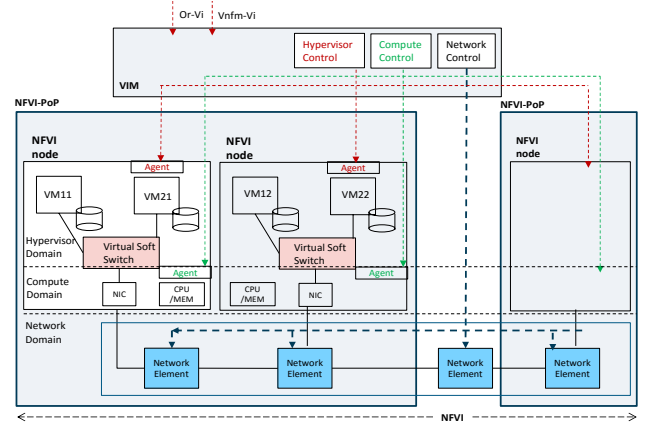 Or-Vi
Vnfm-Vi
Hypervisor
Control
Compute
Control
Network
Control
VIM
NFVI-PoP
NFVI-PoP
NFVI
node
NFVI
node
NFVI
node
Agent
Agent
VM11
VM21
VM12
VM22
Hypervisor
Domain
Virtual Soft
Switch
Virtual Soft
Switch
Agent
Agent
Compute
Domain
NIC
CPU
/MEM
CPU
/MEM
NIC
Network
Domain
Network
Element
Network
Element
Network
Element
Network
Element
NFVI